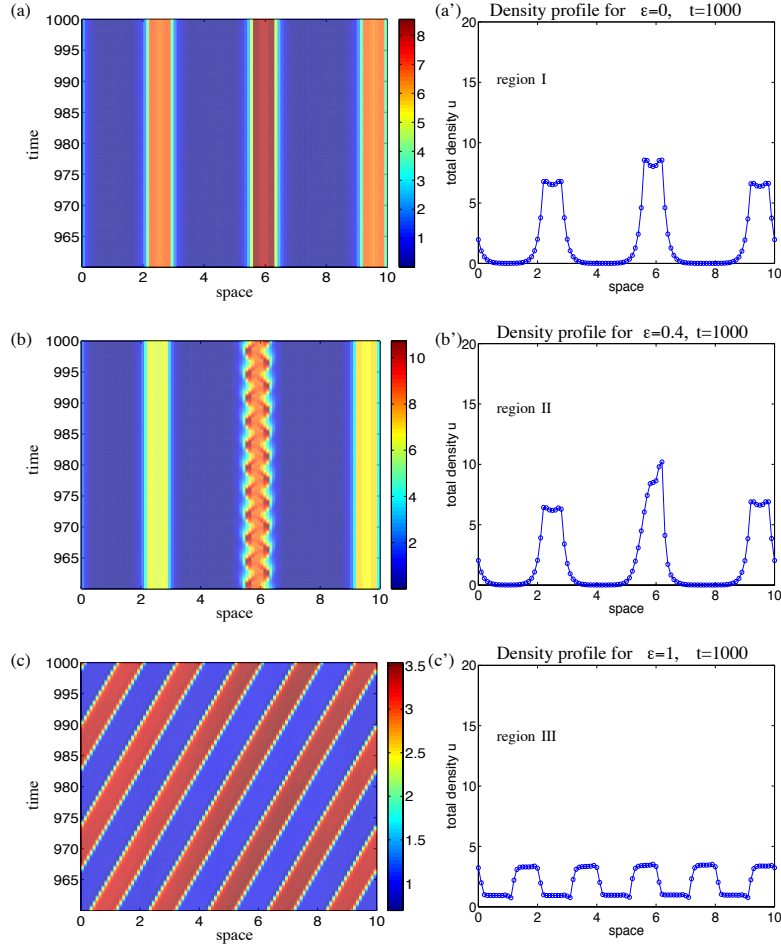 (a)
1000
995
990
985
980
975
970
965
time
0 2 4 6 8 10
space
8
7
6
5
4
3
2
1
(a')
Density profile for ε=0, t=1000
region I
20
15
10
5
0
total density u
0 2 4 6 8 10
space
(b)
1000
995
990
985
980
975
970
965
time
0 2 4 6 8 10
space
10
8
6
4
2
(b')
Density profile for ε=0.4, t=1000
region II
20
15
10
5
0
total density u
0 2 4 6 8 10
space
(c)
1000
995
990
985
980
975
970
965
time
0 2 4 6 8 10
space
3.5
3
2.5
2
1.5
1
(c')
Density profile for ε=1, t=1000
region III
20
15
10
5
0
total density u
0 2 4 6 8 10
space